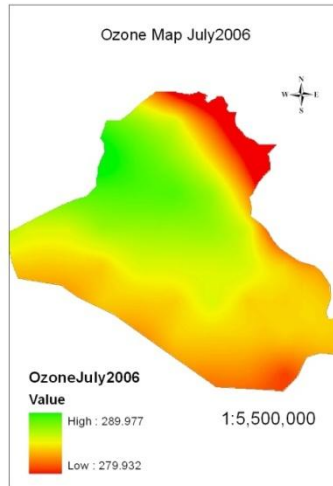 Ozone Map July2006
N
W E
S
OzoneJuly2006
Value
High : 289.977
1:5,500,000
Low : 279.932